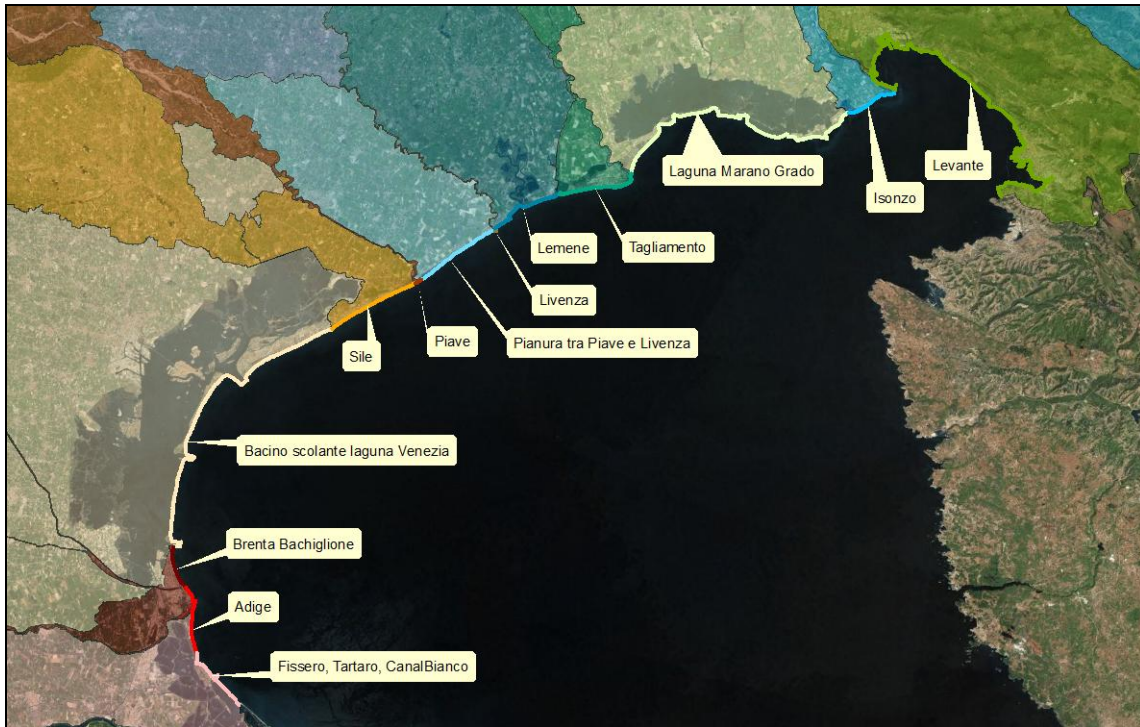 Laguna Marano Grado
Levante
Isonzo
Lemene
Tagliamento
Livenza
Piave
Pianura tra Piave e Livenza
Sile
Bacino scolante laguna Venezia
Brenta Bachiglione
Adige
Fissero, Tartaro, CanalBianco